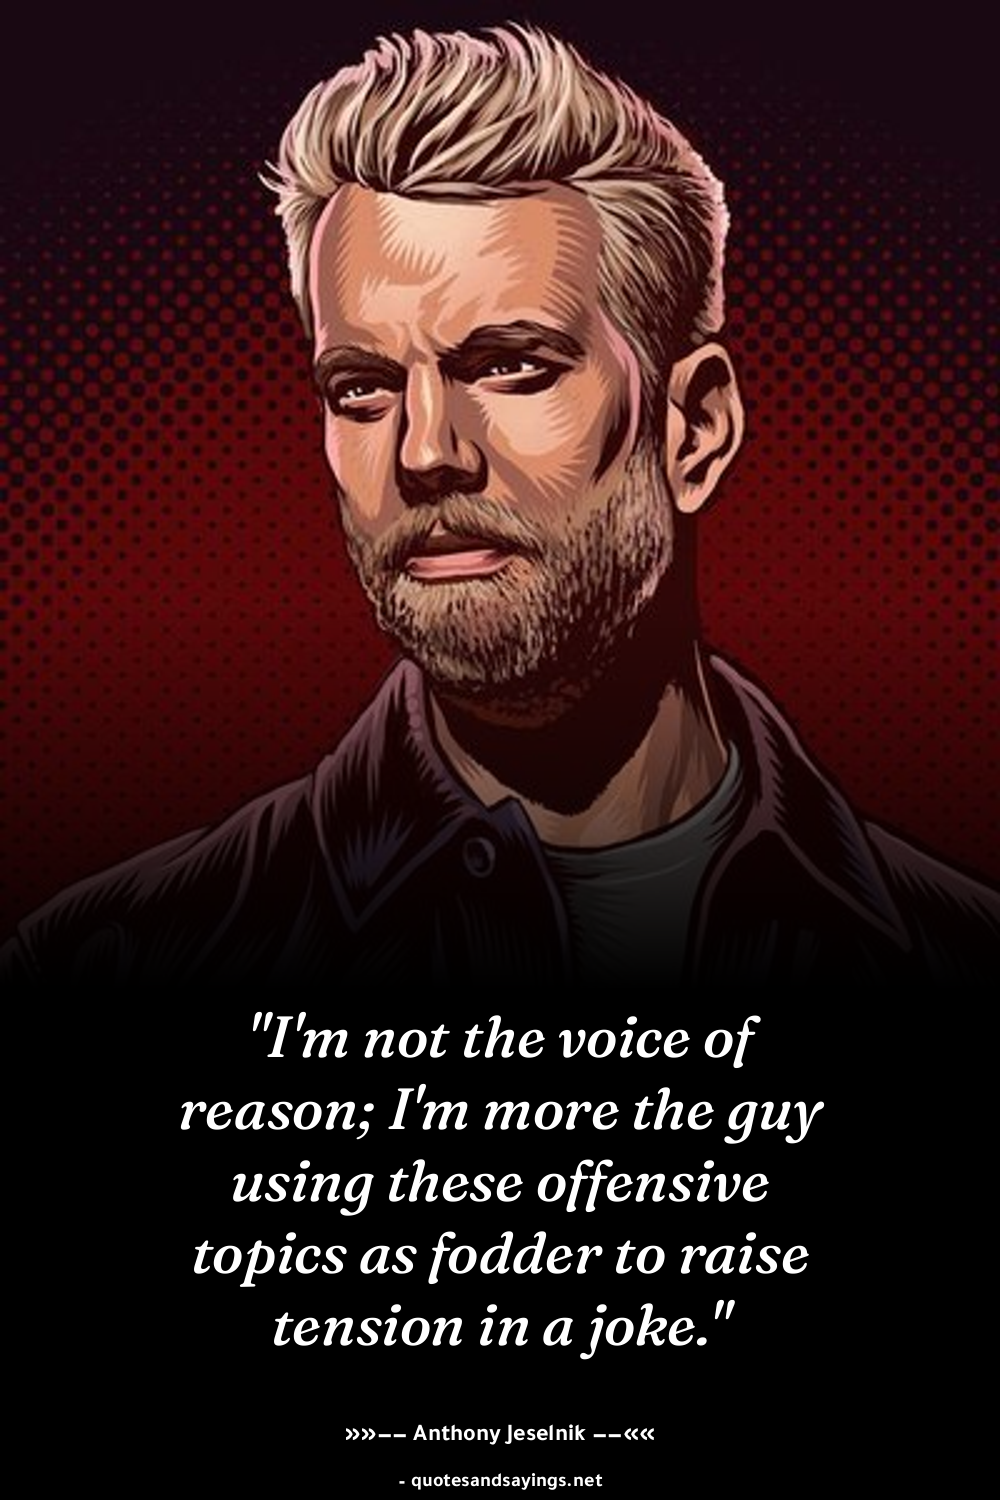 "I'm not the voice of
reason; I'm more the guy
using these offensive
topics as fodder to raise
tension in a joke."
»»–– Anthony Jeselnik ––««
- quotesandsayings.net